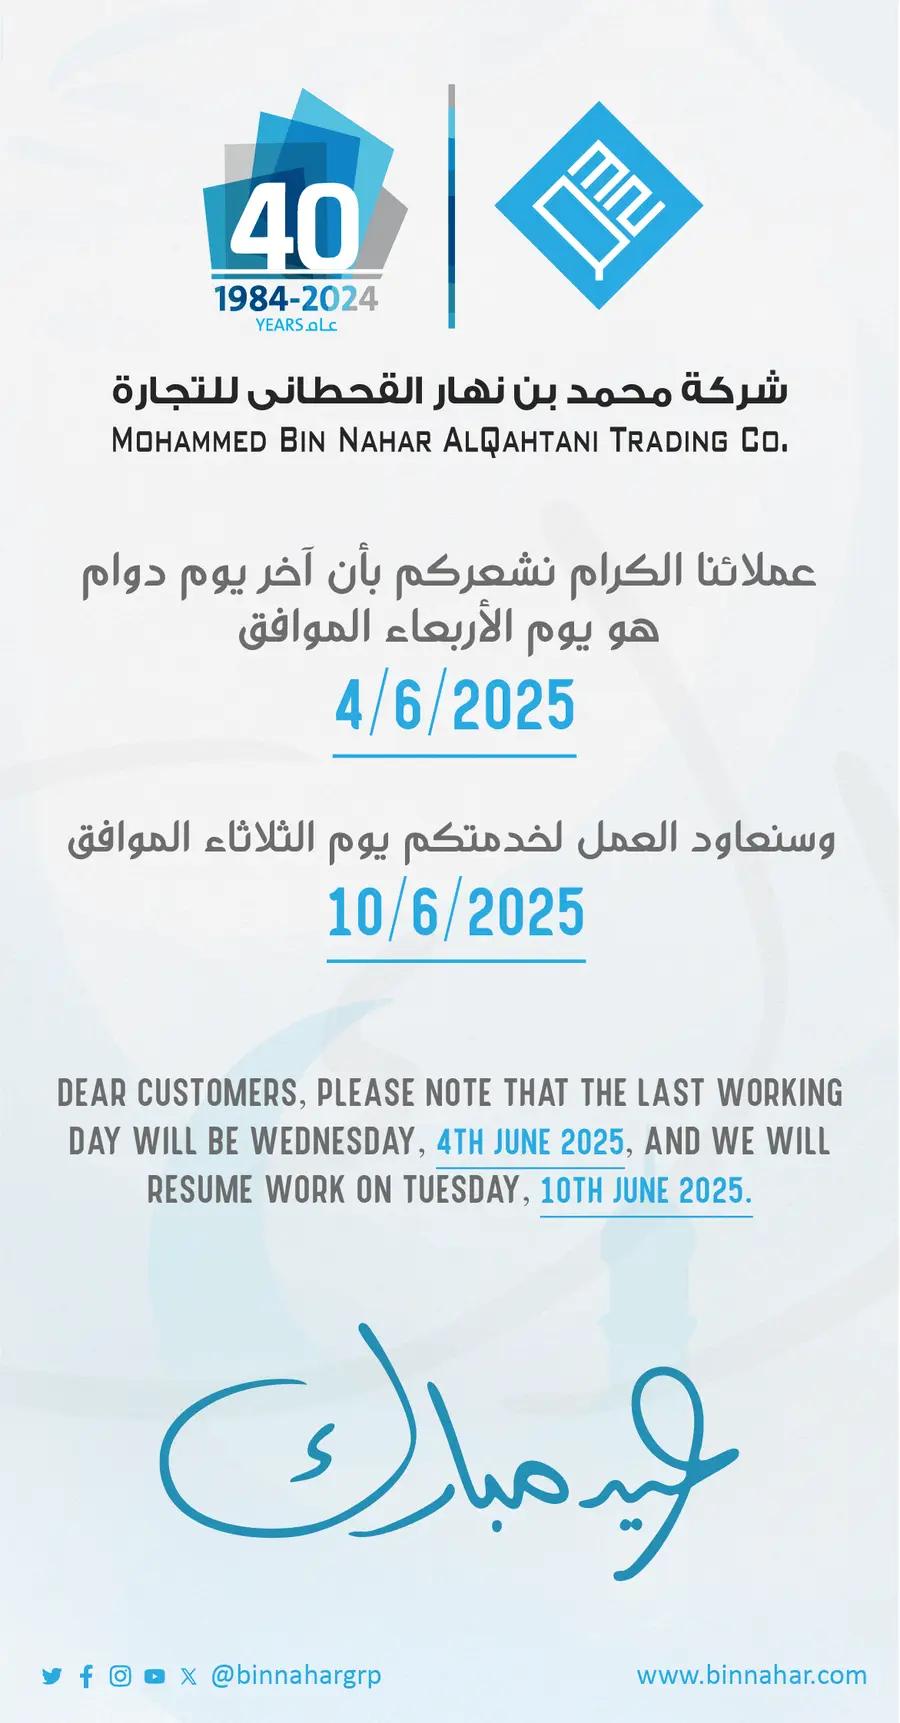 40
1984-2024
YEARS عام
شركة محمد بن نهار القحطاني للتجارة
MOHAMMED BIN NAHAR ALQAHTANI TRADING CO.
عملائنا الكرام نشعركم بأن آخر يوم دوام
هو يوم الأربعاء الموافق
4/6/2025
وسنعاود العمل لخدمتكم يوم الثلاثاء الموافق
10/6/2025
DEAR CUSTOMERS, PLEASE NOTE THAT THE LAST WORKING
DAY WILL BE WEDNESDAY, 4TH JUNE 2025, AND WE WILL
RESUME WORK ON TUESDAY, 10TH JUNE 2025.
عيد مبارك
@binnahargrp
www.binnahar.com